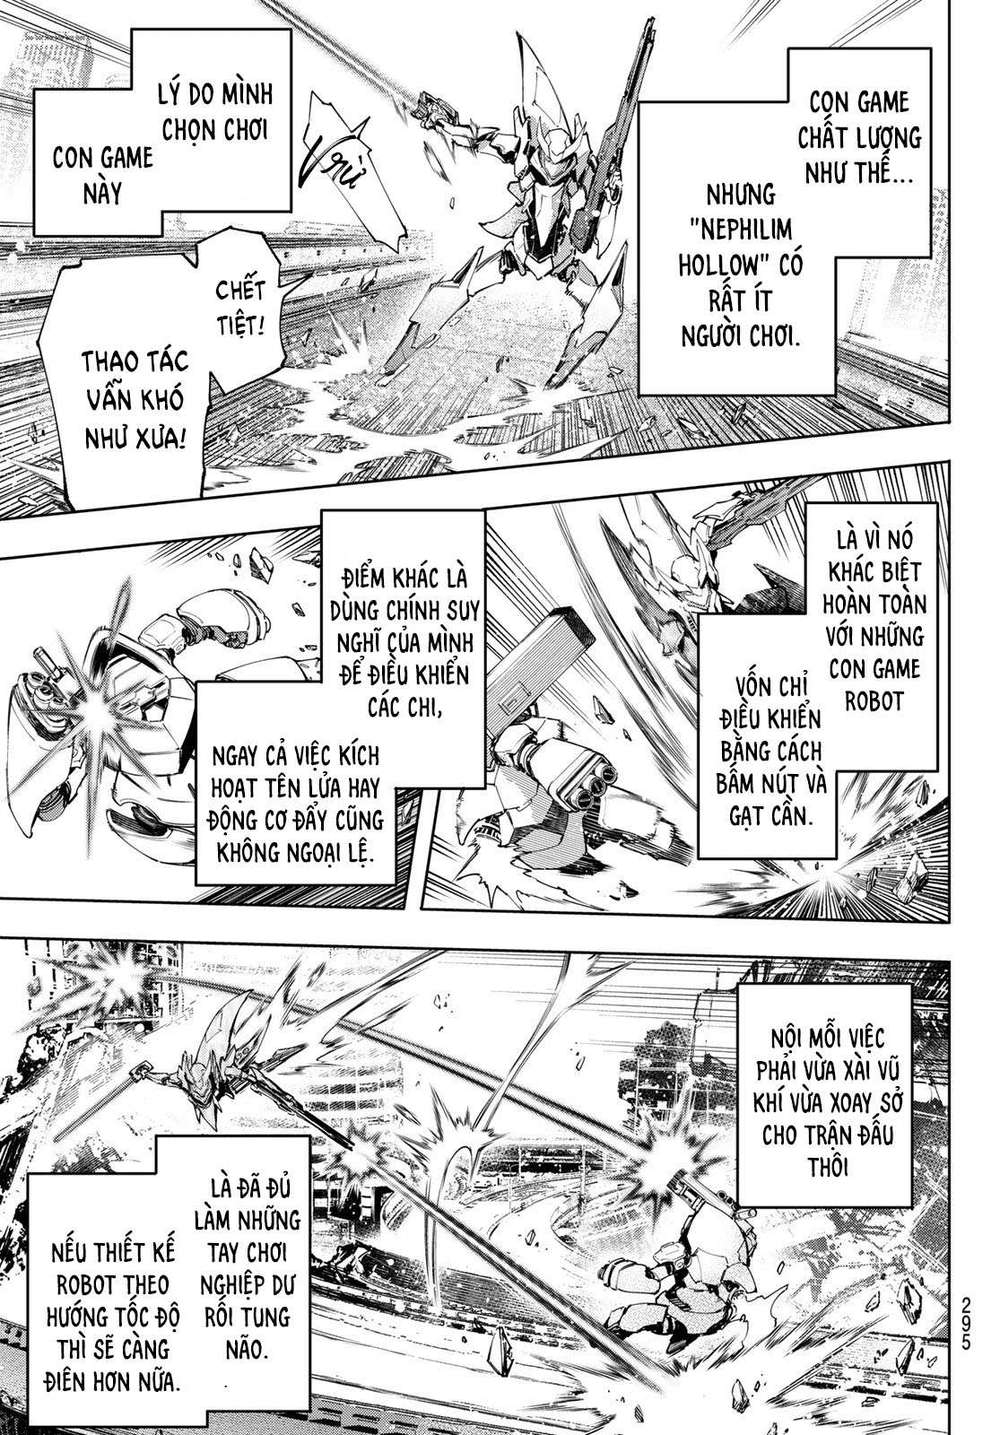 CON GAME
CHẤT LƯỢNG
NHƯ THẾ...
NHƯNG
"NEPHILIM
HOLLOW" CÓ
RẤT ÍT
NGƯỜI CHƠI.
LÝ DO MÌNH
CHỌN CHƠI
CON GAME
NÀY
CHẾT
TIỆT!
THAO TÁC
VẪN KHÓ
NHƯ XƯA!
LÀ VÌ NÓ
KHÁC BIỆT
HOÀN TOÀN
VỚI NHỮNG
CON GAME
ROBOT
VỐN CHỈ
ĐIỀU KHIỂN
BẰNG CÁCH
BẤM NÚT VÀ
GẠT CẦN.
ĐIỂM KHÁC LÀ
DÙNG CHÍNH SUY
NGHĨ CỦA MÌNH
ĐỂ ĐIỀU KHIỂN
CÁC CHI,
NGAY CẢ VIỆC KÍCH
HOẠT TÊN LỬA HAY
ĐỘNG CƠ ĐẨY CŨNG
KHÔNG NGOẠI LỆ.
NỘI MỖI VIỆC
PHẢI VỪA XÀI VŨ
KHÍ VỪA XOAY SỞ
CHO TRẬN ĐẤU
THÔI
LÀ ĐÃ ĐỦ
LÀM NHỮNG
TAY CHƠI
NGHIỆP DƯ
RỐI TUNG
NÃO.
NẾU THIẾT KẾ
ROBOT THEO
HƯỚNG TỐC ĐỘ
THÌ SẼ CÀNG
ĐIÊN HƠN NỮA.
295